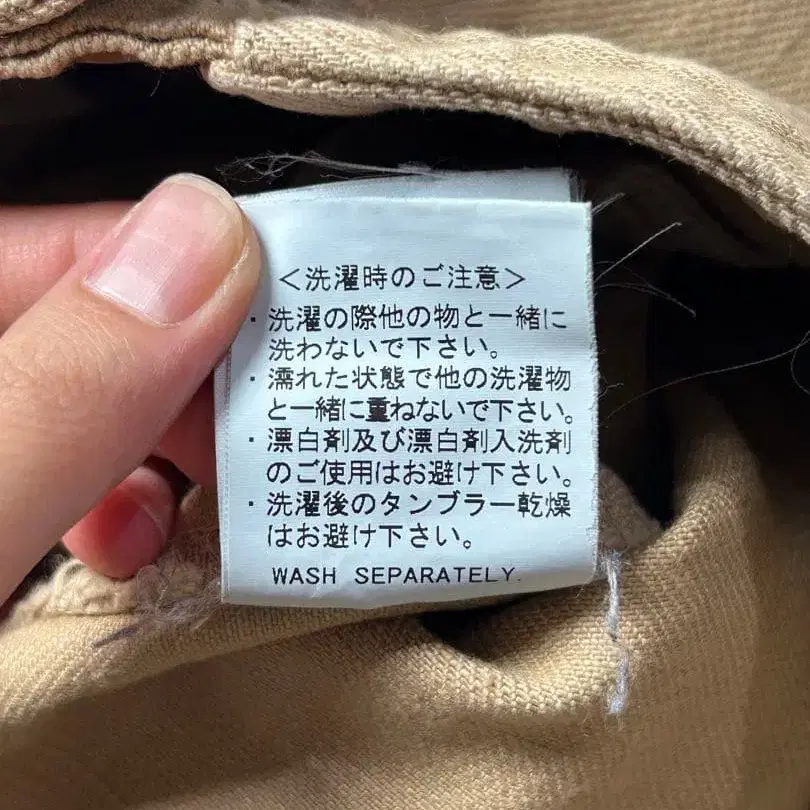 ＜洗濯時のご注意＞
・洗濯の際他の物と一緒に
洗わないで下さい。
・濡れた状態で他の洗濯物
と一緒に重ねないで下さい。
・漂白剤及び漂白剤入洗剤
のご使用はお避け下さい。
・洗濯後のタンブラー乾燥
はお避け下さい。
WASH SEPARATELY.